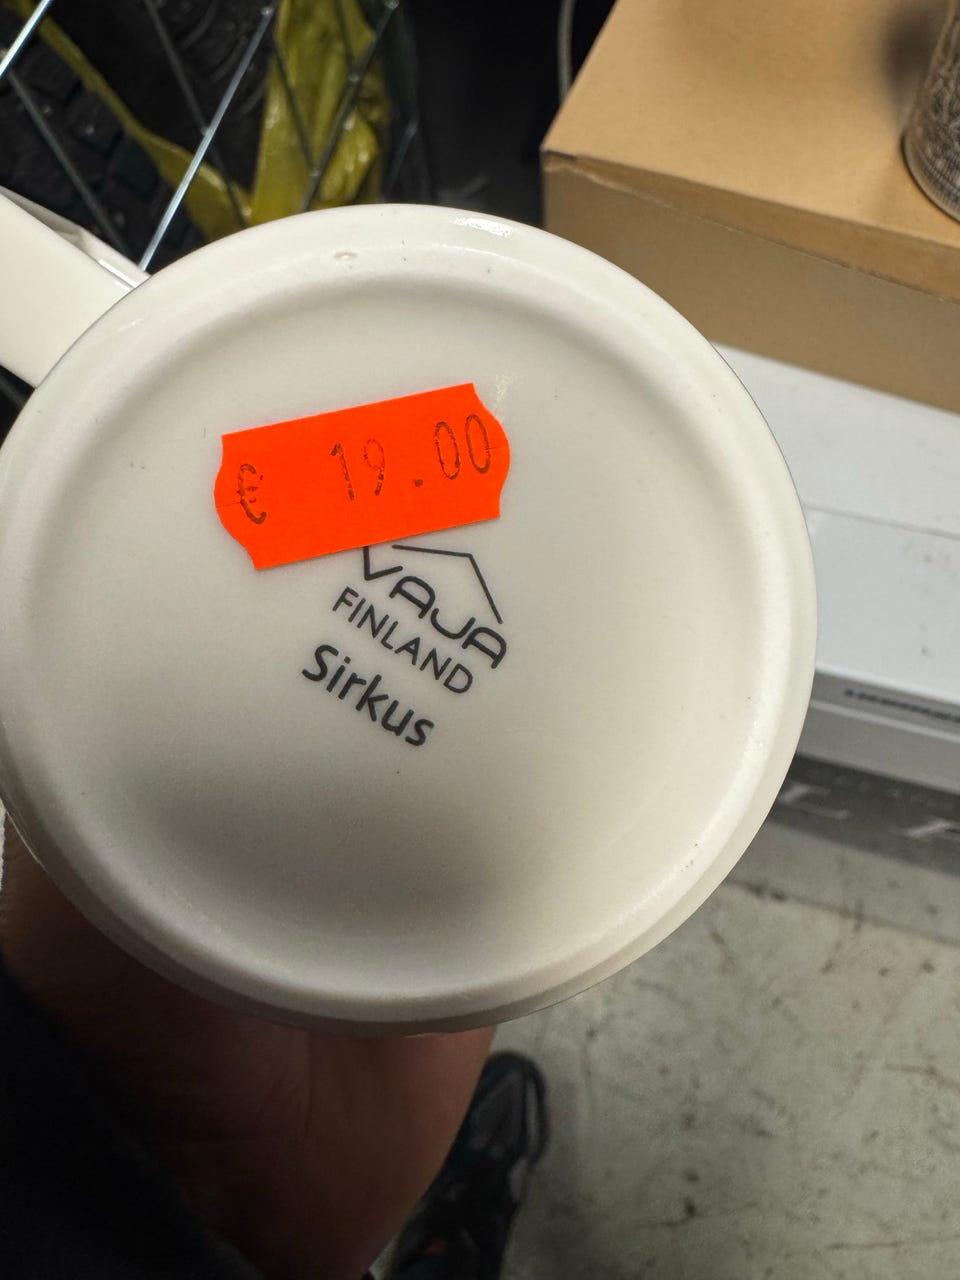 € 19.00
VAJA
FINLAND
Sirkus